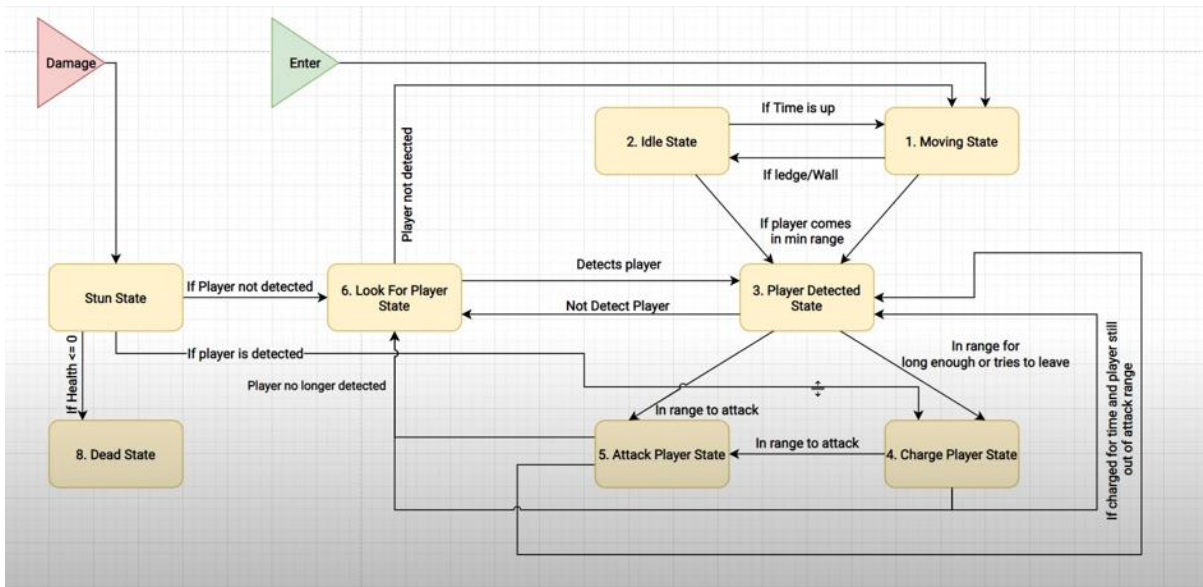 Damage
Enter
If Time is up
2. Idle State
1. Moving State
If ledge/Wall
Player not detected
If player comes
in min range
Detects player
Stun State
If Player not detected
6. Look For Player
State
3. Player Detected
State
Not Detect Player
If player is detected
In range for
long enough or tries to leave
If Health <= 0
Player no longer detected
In range to attack
In range to attack
8. Dead State
5. Attack Player State
4. Charge Player State
If charged for time and player still
out of attack range